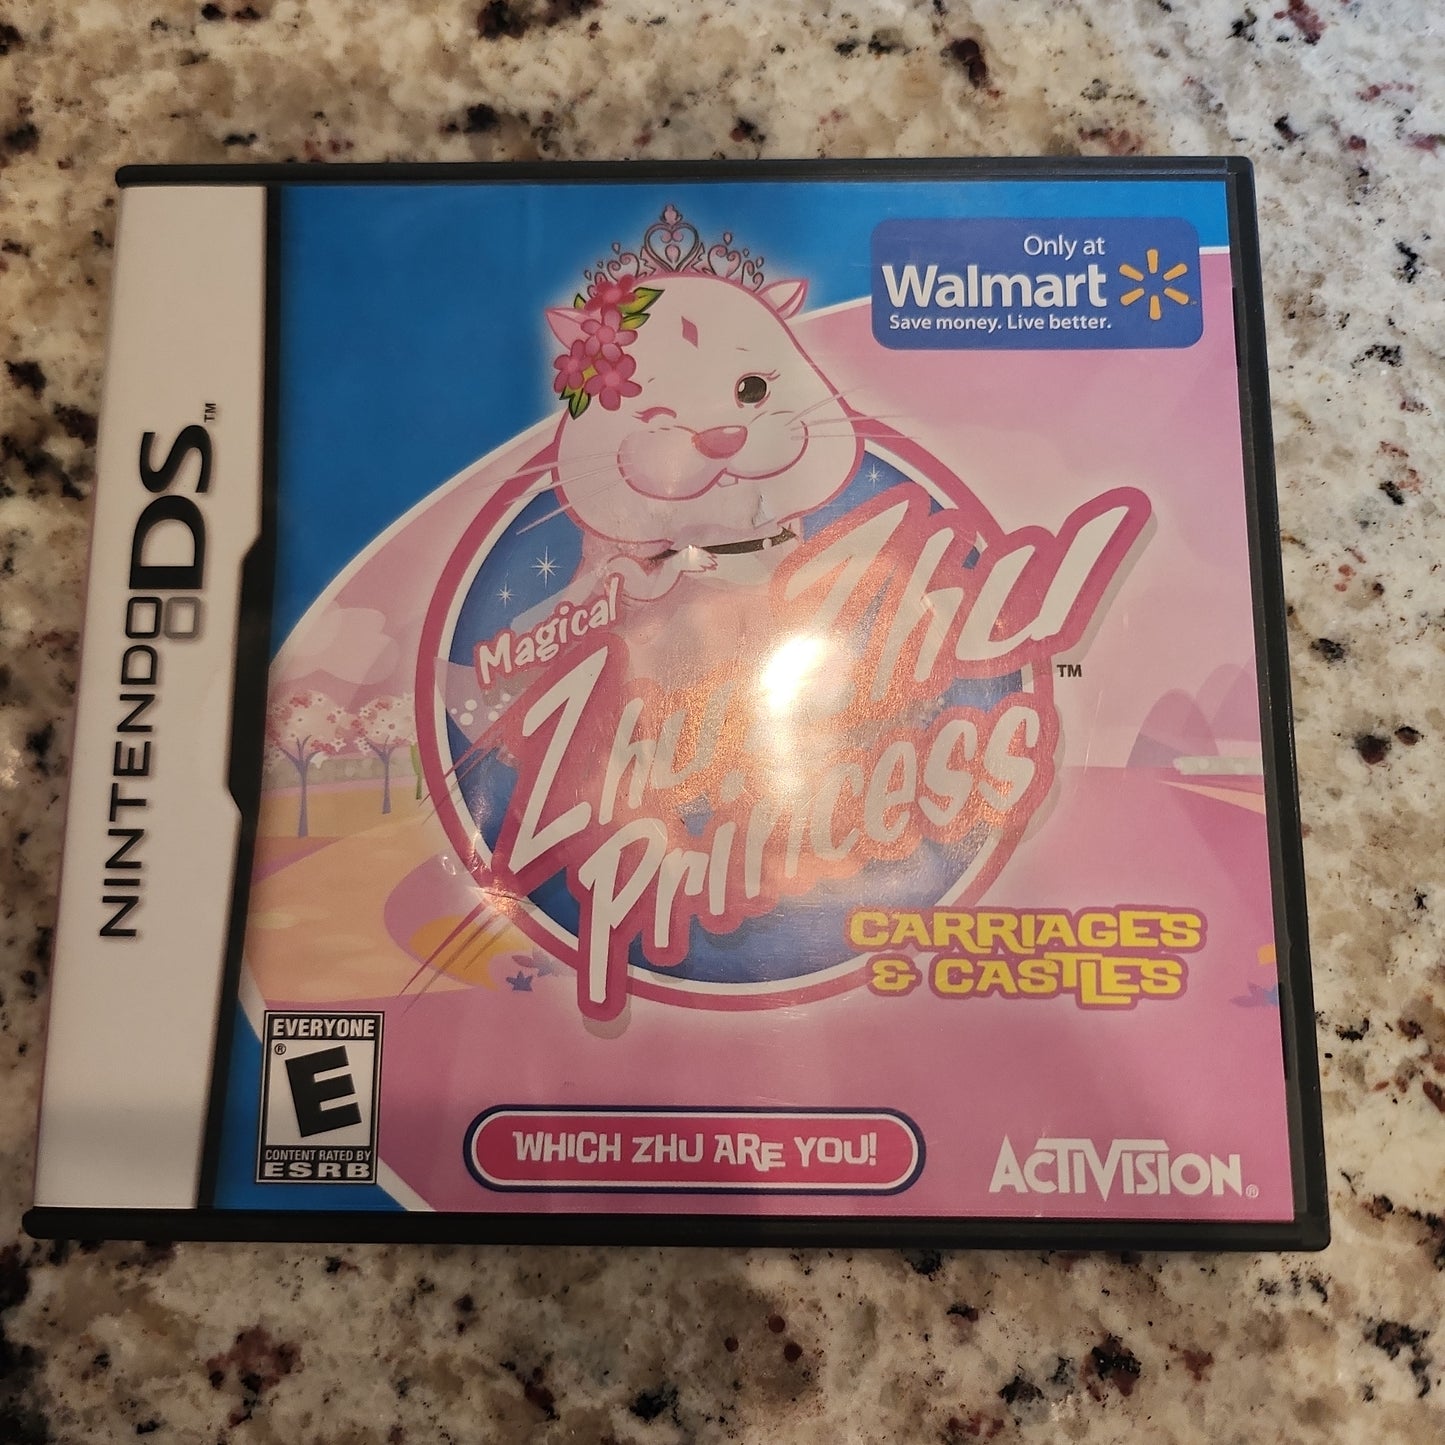 NINTENDO DS™
Only at
Walmart
Save money. Live better.
Magical
Zhu Zhu
Princess
™
CARRIAGES
& CASTLES
EVERYONE
E
®
CONTENT RATED BY
ESRB
WHICH ZHU ARE YOU!
ACTIVISION®